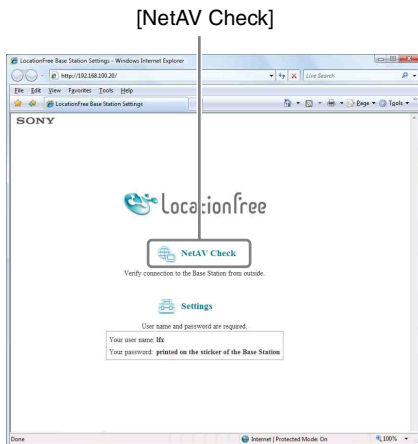 [NetAV Check]
LocationFree Base Station Settings - Windows Internet Explorer
http://192.168.100.20/
Live Search
File Edit View Favorites Tools Help
LocationFree Base Station Settings
Page Tools
SONY
LocationFree
NetAV Check
Verify connection to the Base Station from outside.
Settings
User name and password are required.
Your user name: lfx
Your password: printed on the sticker of the Base Station
Done
Internet | Protected Mode: On
100%